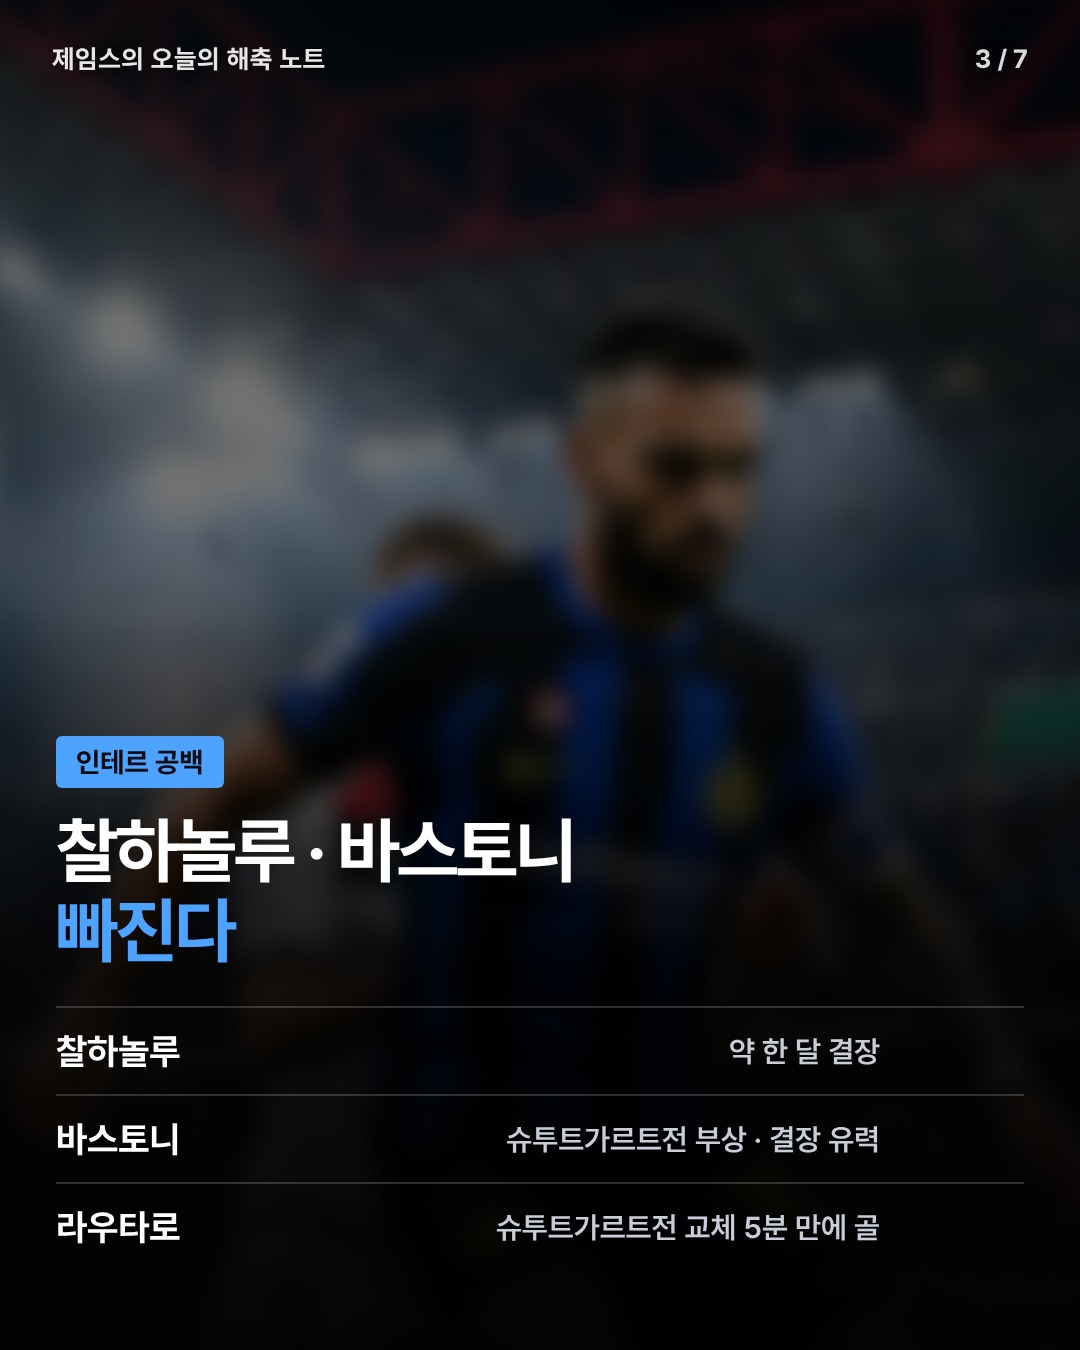 제임스의 오늘의 해축 노트
3 / 7
인테르 공백
찰하놀루 · 바스토니
빠진다
찰하놀루 약 한 달 결장
바스토니 슈투트가르트전 부상 · 결장 유력
라우타로 슈투트가르트전 교체 5분 만에 골